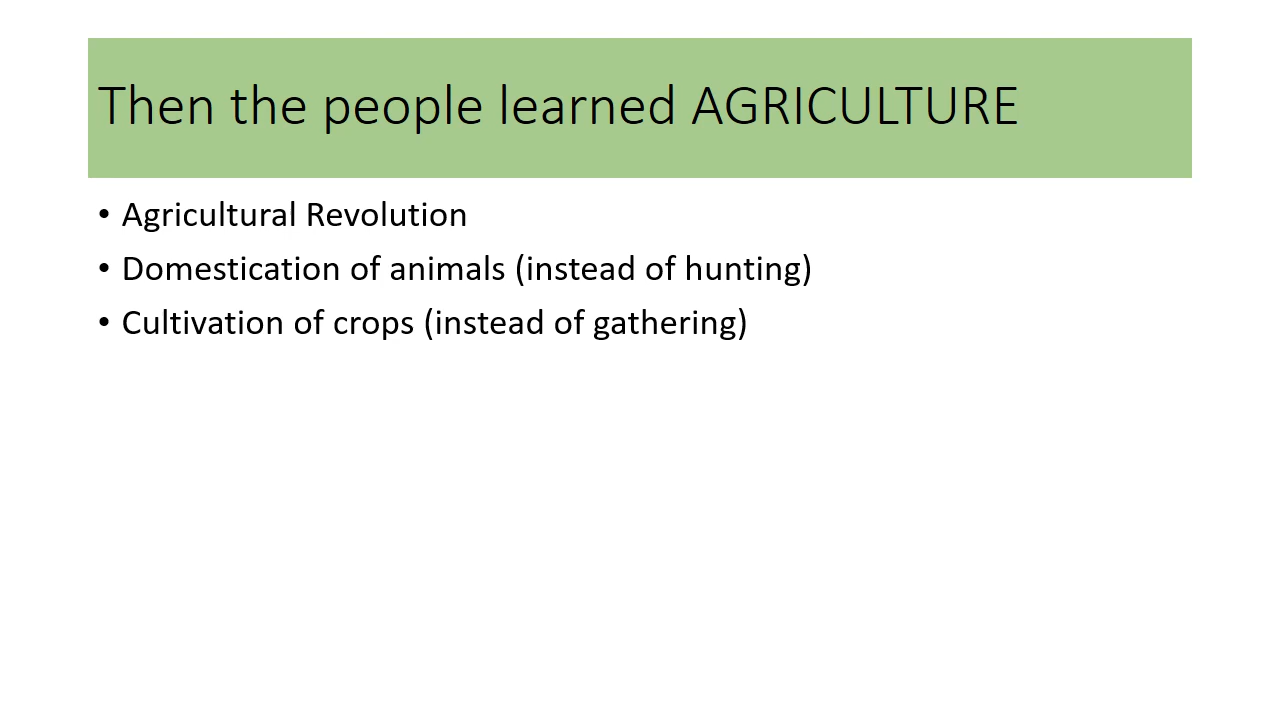 Then the people learned AGRICULTURE
• Agricultural Revolution
• Domestication of animals (instead of hunting)
• Cultivation of crops (instead of gathering)